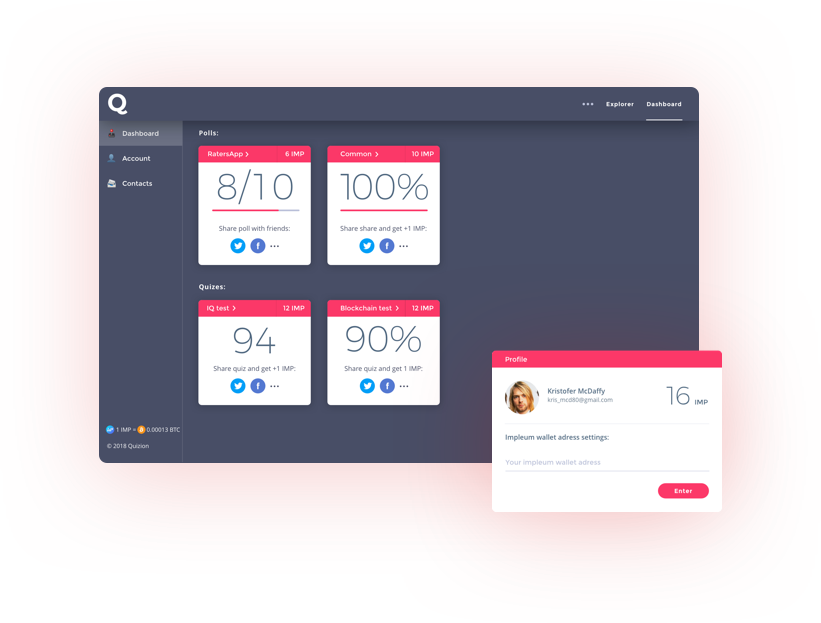 Q
Explorer Dashboard
Dashboard
Account
Contacts
Polls:
RatersApp 6 IMP
8/10
Share poll with friends:
Common 10 IMP
100%
Share share and get +1 IMP:
Quizes:
IQ test 12 IMP
94
Share quiz and get +1 IMP:
Blockchain test 12 IMP
90%
Share quiz and get 1 IMP:
1 IMP = 0.00013 BTC
© 2018 Quizion
Profile
Kristofer McDaffy
kris_mcd80@gmail.com
16 IMP
Impleum wallet adress settings:
Your impleum wallet adress
Enter